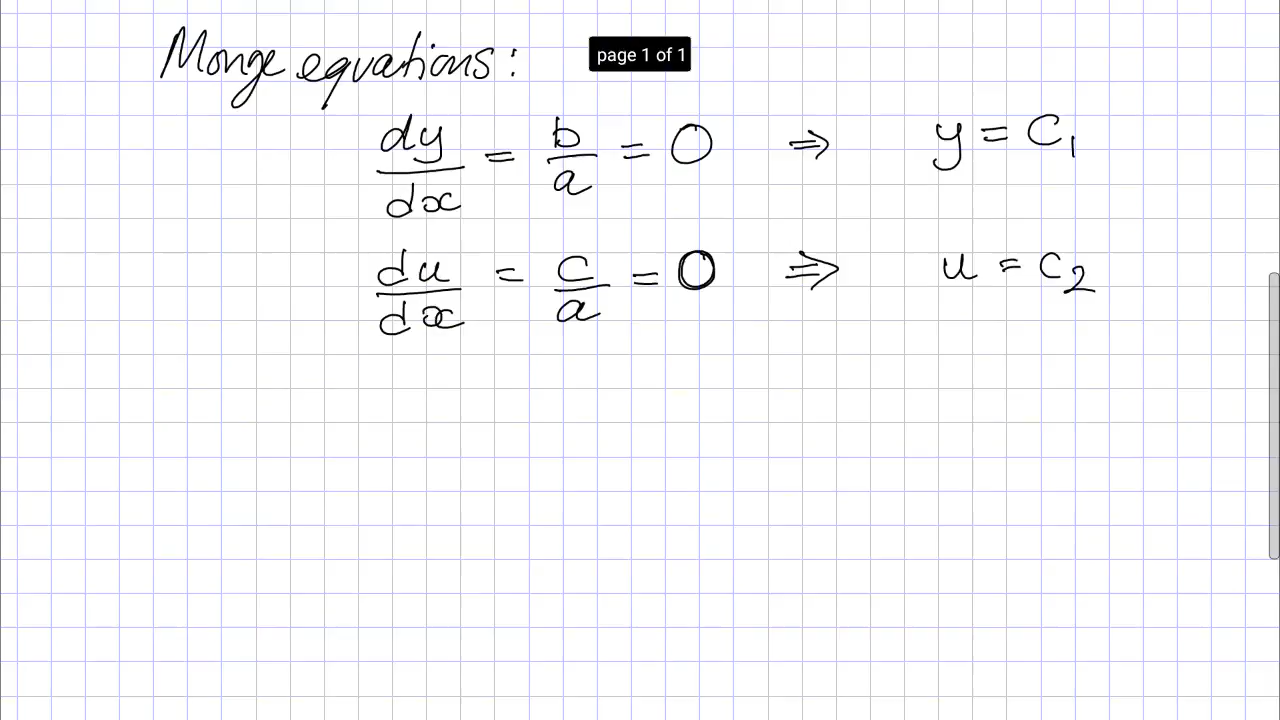 Monge equations:
page 1 of 1
dy/dx = b/a = 0 ⇒ y = C₁
du/dx = c/a = 0 ⇒ u = C₂